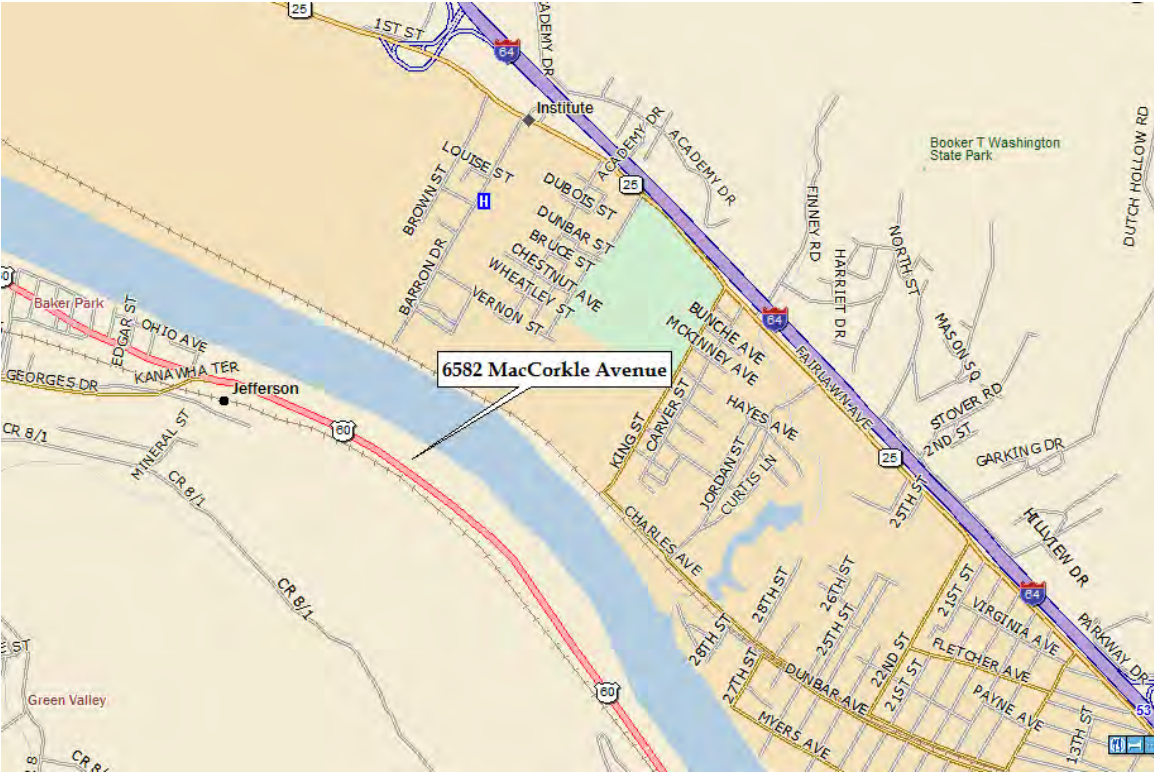 25
1ST ST
ACADEMY DR
64
Institute
ACADEMY DR
ACADEMY DR
Booker T Washington
State Park
DUTCH HOLLOW RD
LOUISE ST
BROWN ST
H
DUBOIS ST
25
DUNBAR ST
BRUCE ST
CHESTNUT AVE
WHEATLEY ST
VERNON ST
BARRON DR
FINNEY RD
HARRIET DR
NORTH ST
MASON SQ
Baker Park
EDGAR ST
OHIO AVE
KANAWHA TER
GEORGES DR
Jefferson
6582 MacCorkle Avenue
64
BUNCHE AVE
MCKINNEY AVE
FAIRLAWN AVE
HAYES AVE
STOVER RD
2ND ST
GARKING DR
CR 8/1
MINERAL ST
60
KING ST
CARVER ST
JORDAN ST
CURTIS LN
25
25TH ST
CR 8/1
CHARLES AVE
HILLVIEW DR
CR 8/1
28TH ST
26TH ST
25TH ST
21ST ST
64
VIRGINIA AVE
PARKWAY DR
28TH ST
27TH ST
DUNBAR AVE
22ND ST
21ST ST
FLETCHER AVE
PAYNE AVE
E ST
Green Valley
60
MYERS AVE
13TH ST
53
CR 8/